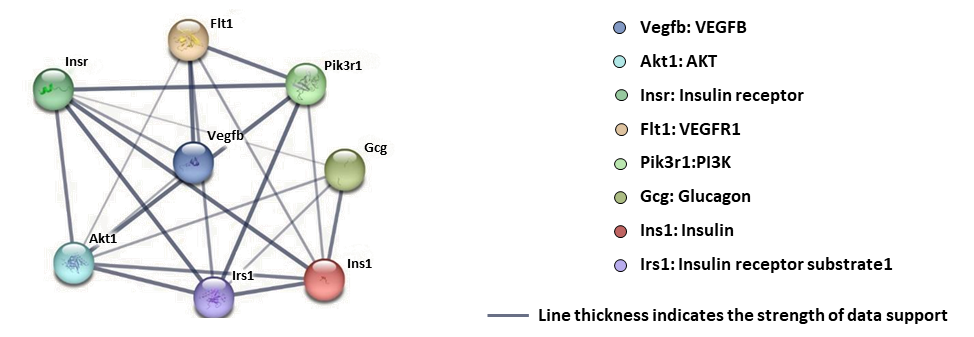 Flt1
Insr
Pik3r1
Vegfb
Gcg
Akt1
Irs1
Ins1
Vegfb: VEGFB
Akt1: AKT
Insr: Insulin receptor
Flt1: VEGFR1
Pik3r1:PI3K
Gcg: Glucagon
Ins1: Insulin
Irs1: Insulin receptor substrate1
Line thickness indicates the strength of data support